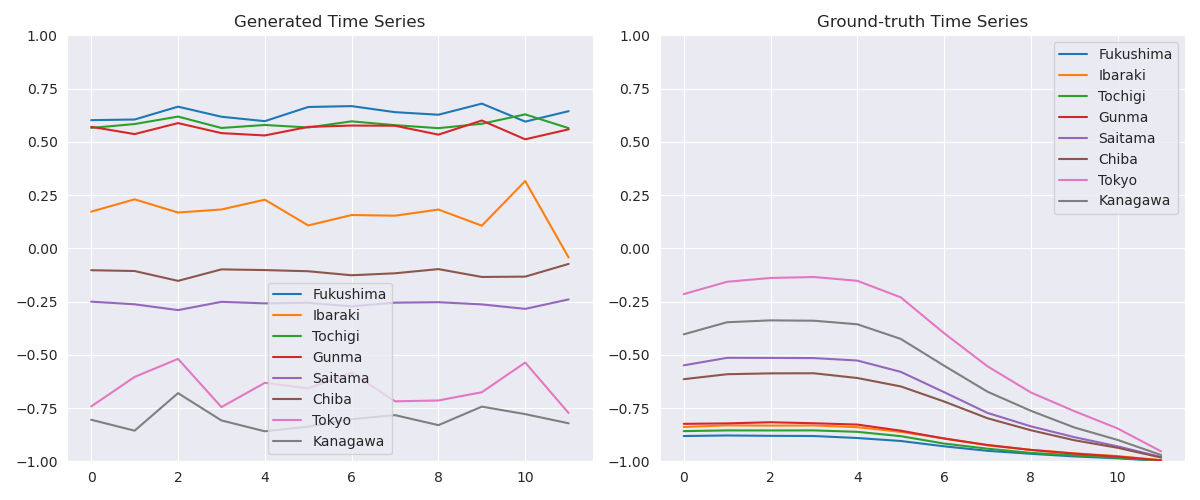 Generated Time Series
1.00
0.75
0.50
0.25
0.00
−0.25
−0.50
−0.75
−1.00
0 2 4 6 8 10
Fukushima
Ibaraki
Tochigi
Gunma
Saitama
Chiba
Tokyo
Kanagawa
Ground-truth Time Series
1.00
0.75
0.50
0.25
0.00
−0.25
−0.50
−0.75
−1.00
0 2 4 6 8 10
Fukushima
Ibaraki
Tochigi
Gunma
Saitama
Chiba
Tokyo
Kanagawa